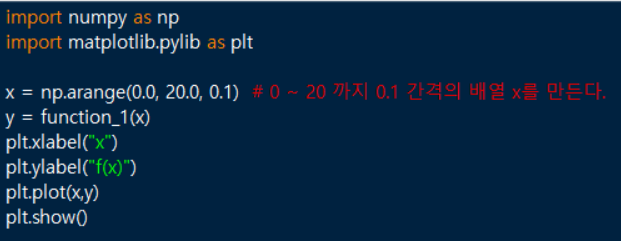 import numpy as np
import matplotlib.pylib as plt
x = np.arange(0.0, 20.0, 0.1) # 0 ~ 20 까지 0.1 간격의 배열 x를 만든다.
y = function_1(x)
plt.xlabel("x")
plt.ylabel("f(x)")
plt.plot(x,y)
plt.show()